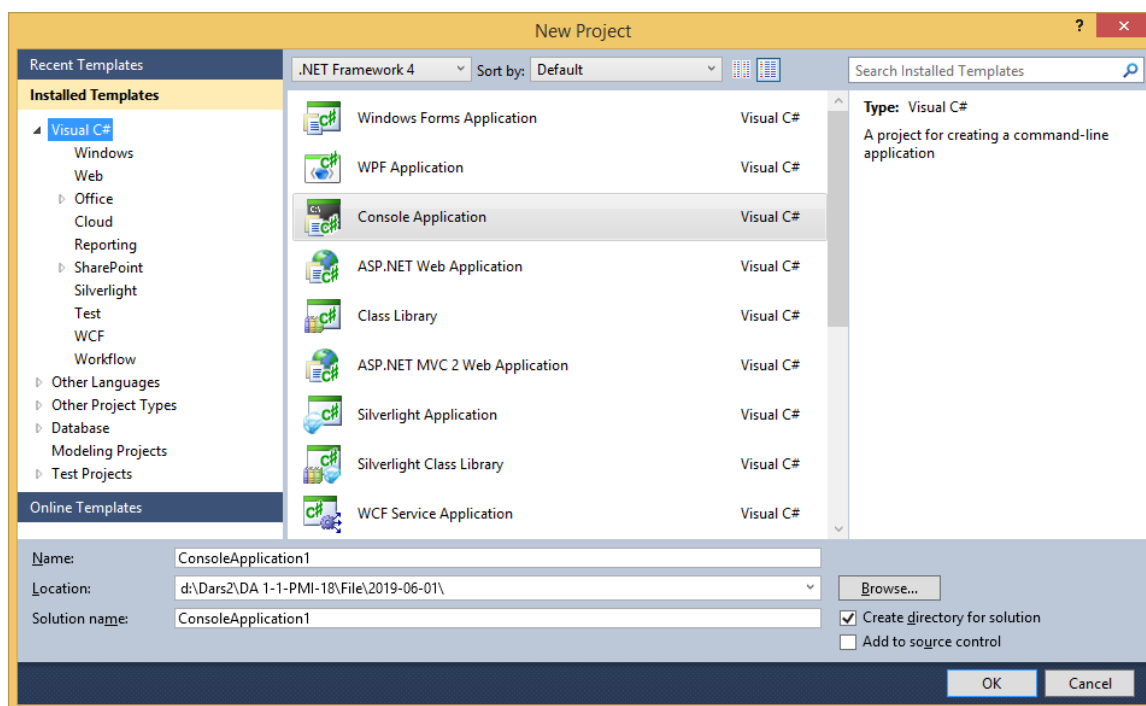 New Project
?
Recent Templates
Installed Templates
Visual C#
Windows
Web
Office
Cloud
Reporting
SharePoint
Silverlight
Test
WCF
Workflow
Other Languages
Other Project Types
Database
Modeling Projects
Test Projects
Online Templates
.NET Framework 4 Sort by: Default
Windows Forms Application Visual C#
WPF Application Visual C#
Console Application Visual C#
ASP.NET Web Application Visual C#
Class Library Visual C#
ASP.NET MVC 2 Web Application Visual C#
Silverlight Application Visual C#
Silverlight Class Library Visual C#
WCF Service Application Visual C#
Search Installed Templates
Type: Visual C#
A project for creating a command-line
application
Name: ConsoleApplication1
Location: d:\Dars2\DA 1-1-PMI-18\File\2019-06-01\
Browse...
Solution name: ConsoleApplication1
Create directory for solution
Add to source control
OK Cancel